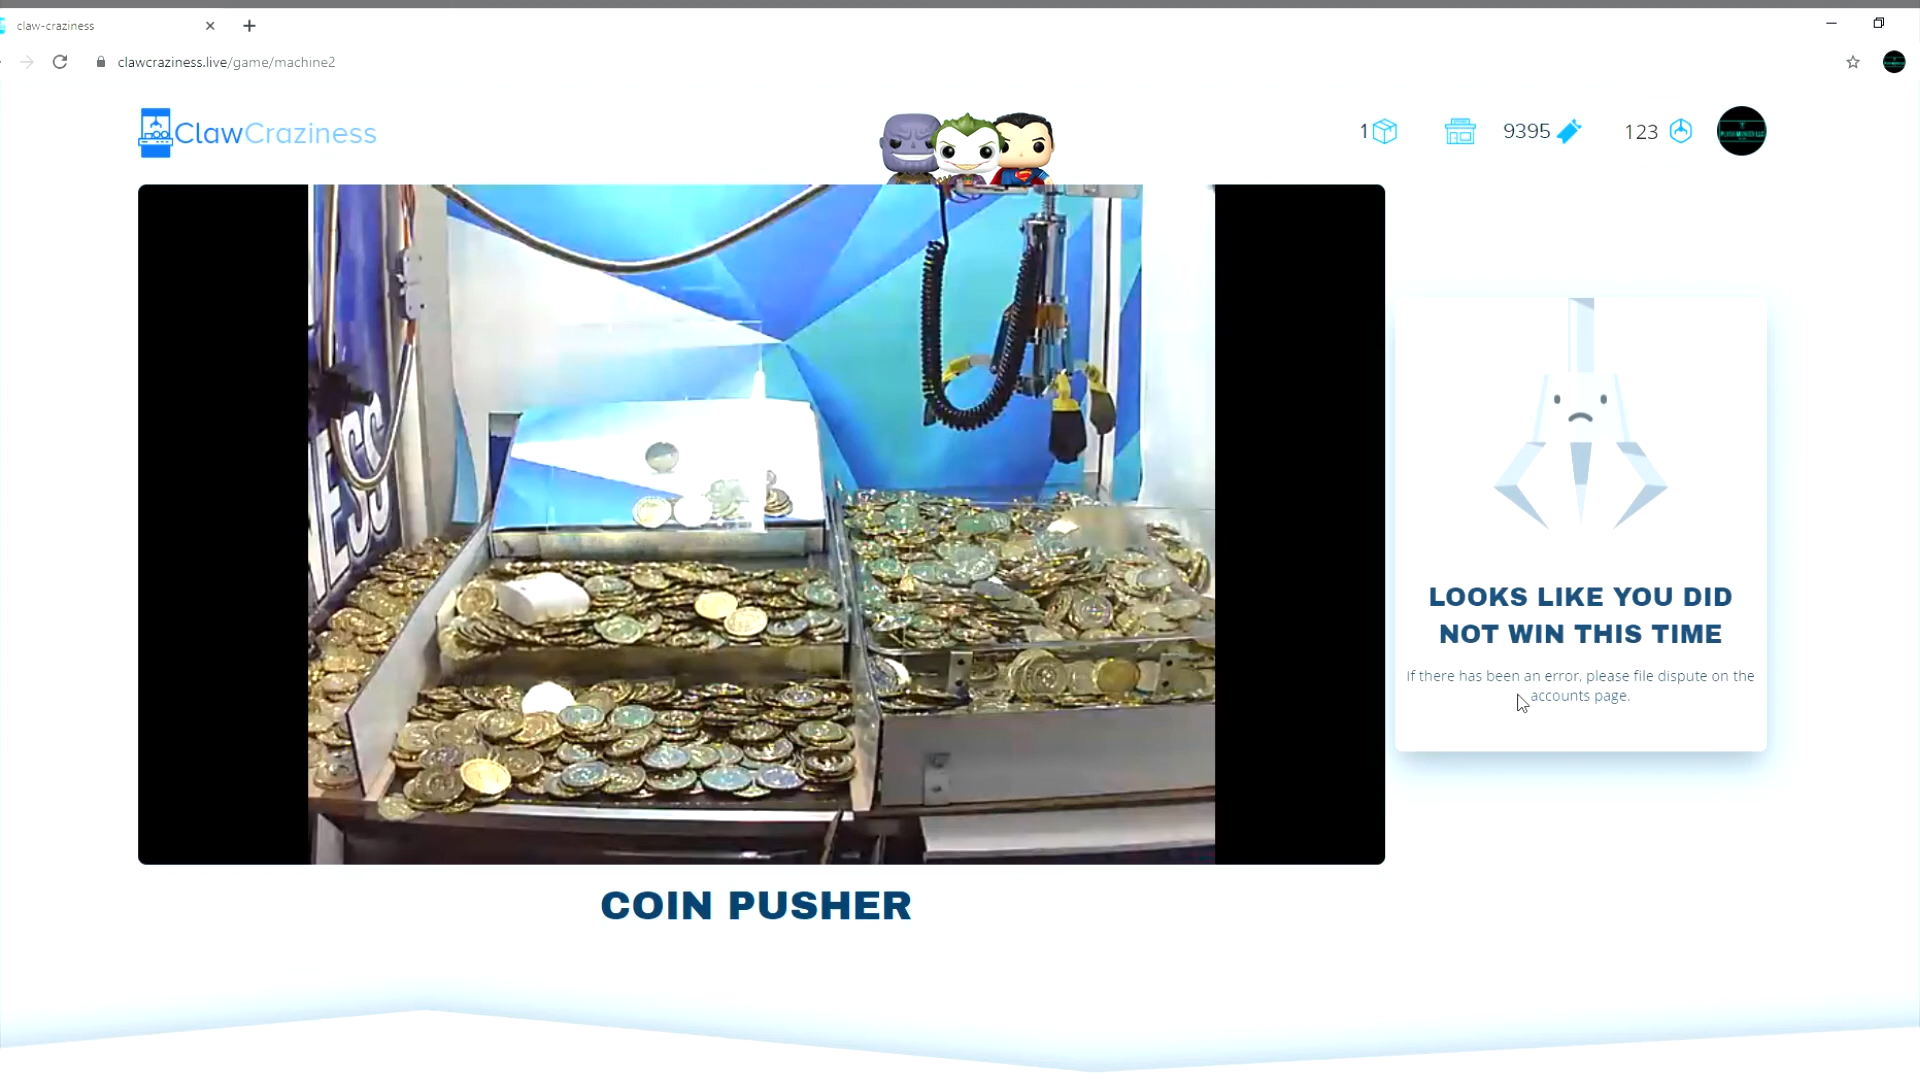 claw-craziness
clawcraziness.live/game/machine2
ClawCraziness
1
9395
123
NESS
LOOKS LIKE YOU DID
NOT WIN THIS TIME
If there has been an error, please file dispute on the
accounts page.
COIN PUSHER